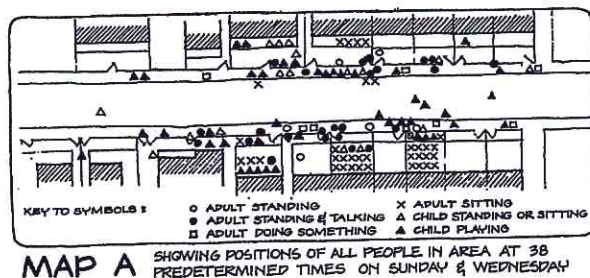 KEY TO SYMBOLS :
O ADULT STANDING
● ADULT STANDING & TALKING
□ ADULT DOING SOMETHING
X ADULT SITTING
△ CHILD STANDING OR SITTING
▲ CHILD PLAYING
MAP A SHOWING POSITIONS OF ALL PEOPLE IN AREA AT 38
PREDETERMINED TIMES ON SUNDAY & WEDNESDAY